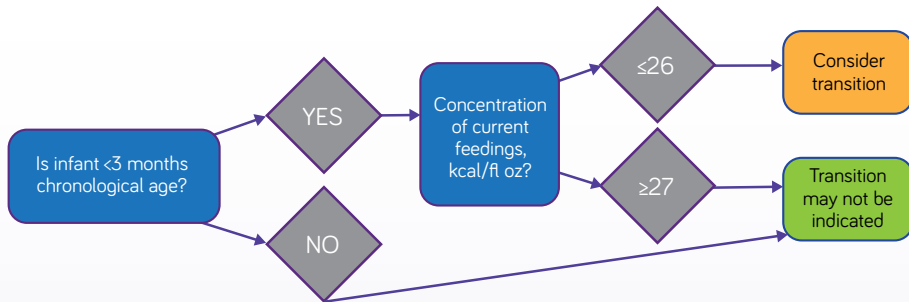 Is infant <3 months
chronological age?
YES
NO
Concentration
of current
feedings,
kcal/fl oz?
≤26
≥27
Consider
transition
Transition
may not be
indicated